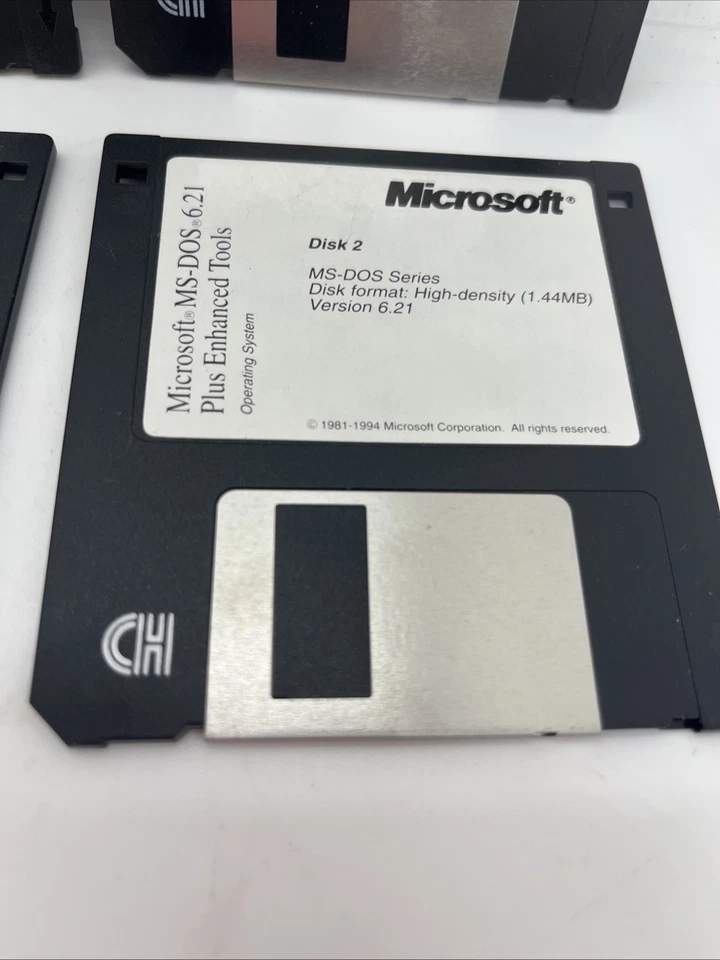 Microsoft® MS-DOS® 6.21
Plus Enhanced Tools
Operating System
Microsoft®
Disk 2
MS-DOS Series
Disk format: High-density (1.44MB)
Version 6.21
© 1981-1994 Microsoft Corporation. All rights reserved.
CH